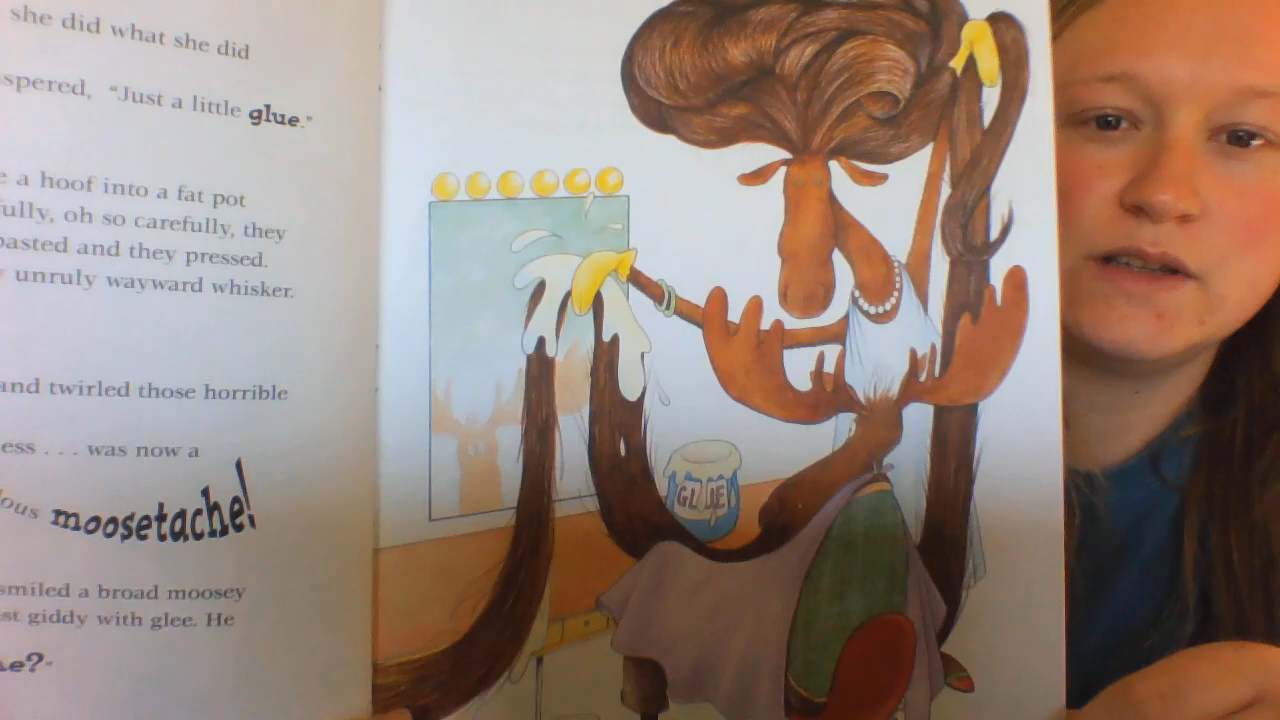 she did what she did
spered, "Just a little glue."
e a hoof into a fat pot
fully, oh so carefully, they
pasted and they pressed.
y unruly wayward whisker.
and twirled those horrible
ess . . . was now a
ous moosetache!
smiled a broad moosey
st giddy with glee. He
e?"
GLUE